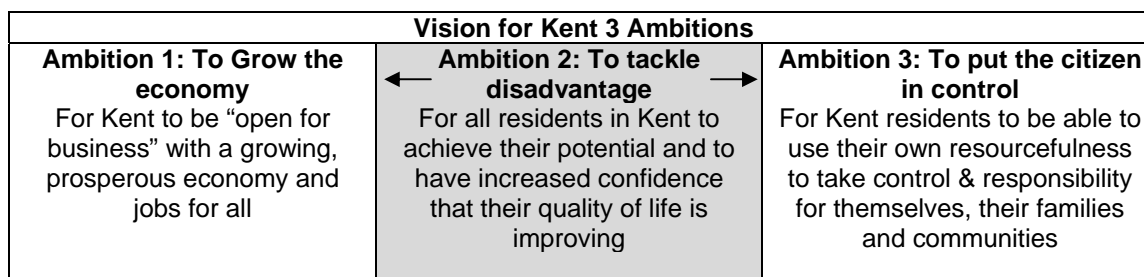 Vision for Kent 3 Ambitions
Ambition 1: To Grow the
economy
For Kent to be “open for
business” with a growing,
prosperous economy and
jobs for all
Ambition 2: To tackle
disadvantage
For all residents in Kent to
achieve their potential and to
have increased confidence
that their quality of life is
improving
Ambition 3: To put the citizen
in control
For Kent residents to be able to
use their own resourcefulness
to take control & responsibility
for themselves, their families
and communities